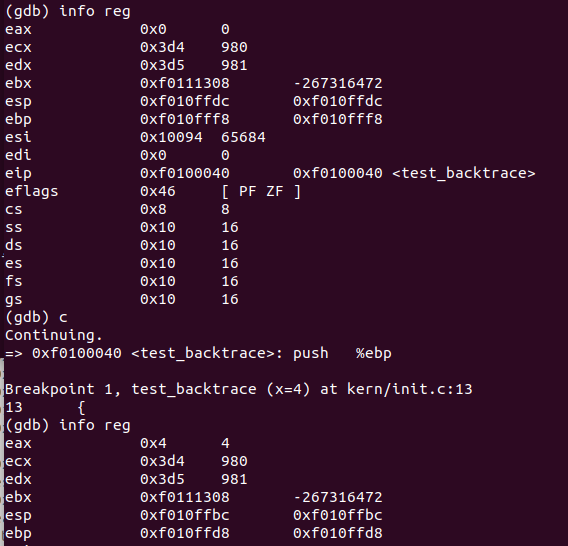 (gdb) info reg
eax            0x0      0
ecx            0x3d4    980
edx            0x3d5    981
ebx            0xf0111308       -267316472
esp            0xf010ffdc       0xf010ffdc
ebp            0xf010fff8       0xf010fff8
esi            0x10094  65684
edi            0x0      0
eip            0xf0100040       0xf0100040 <test_backtrace>
eflags         0x46     [ PF ZF ]
cs             0x8      8
ss             0x10     16
ds             0x10     16
es             0x10     16
fs             0x10     16
gs             0x10     16
(gdb) c
Continuing.
=> 0xf0100040 <test_backtrace>: push   %ebp
Breakpoint 1, test_backtrace (x=4) at kern/init.c:13
13      {
(gdb) info reg
eax            0x4      4
ecx            0x3d4    980
edx            0x3d5    981
ebx            0xf0111308       -267316472
esp            0xf010ffbc       0xf010ffbc
ebp            0xf010ffd8       0xf010ffd8